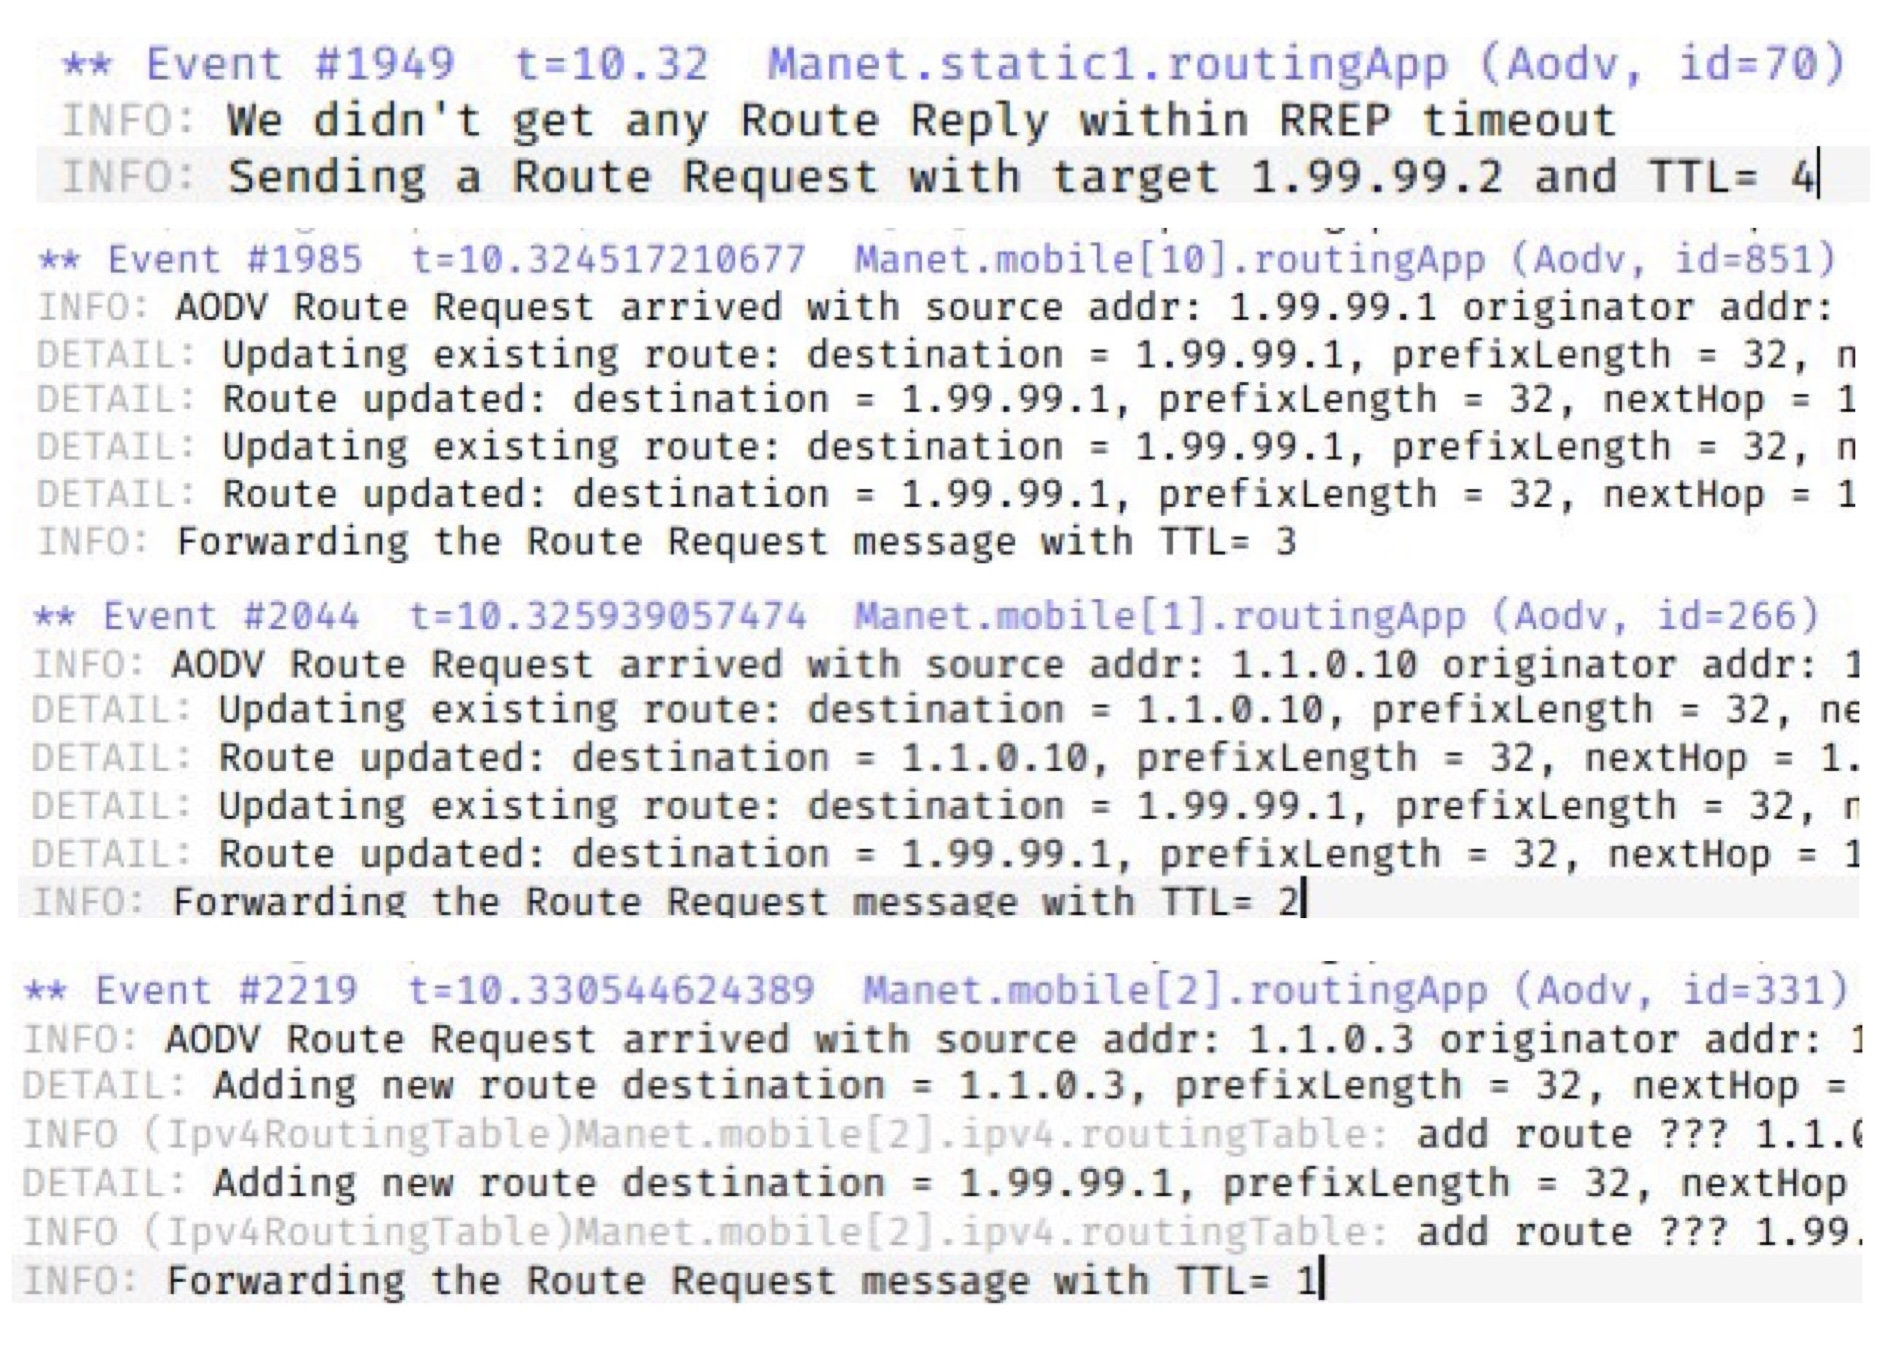 ** Event #1949 t=10.32 Manet.static1.routingApp (Aodv, id=70)
INFO: We didn't get any Route Reply within RREP timeout
INFO: Sending a Route Request with target 1.99.99.2 and TTL= 4
** Event #1985 t=10.324517210677 Manet.mobile[10].routingApp (Aodv, id=851)
INFO: AODV Route Request arrived with source addr: 1.99.99.1 originator addr:
DETAIL: Updating existing route: destination = 1.99.99.1, prefixLength = 32, n
DETAIL: Route updated: destination = 1.99.99.1, prefixLength = 32, nextHop = 1
DETAIL: Updating existing route: destination = 1.99.99.1, prefixLength = 32, n
DETAIL: Route updated: destination = 1.99.99.1, prefixLength = 32, nextHop = 1
INFO: Forwarding the Route Request message with TTL= 3
** Event #2044 t=10.325939057474 Manet.mobile[1].routingApp (Aodv, id=266)
INFO: AODV Route Request arrived with source addr: 1.1.0.10 originator addr: 1
DETAIL: Updating existing route: destination = 1.1.0.10, prefixLength = 32, ne
DETAIL: Route updated: destination = 1.1.0.10, prefixLength = 32, nextHop = 1.
DETAIL: Updating existing route: destination = 1.99.99.1, prefixLength = 32, n
DETAIL: Route updated: destination = 1.99.99.1, prefixLength = 32, nextHop = 1
INFO: Forwarding the Route Request message with TTL= 2
** Event #2219 t=10.330544624389 Manet.mobile[2].routingApp (Aodv, id=331)
INFO: AODV Route Request arrived with source addr: 1.1.0.3 originator addr: 1
DETAIL: Adding new route destination = 1.1.0.3, prefixLength = 32, nextHop =
INFO (Ipv4RoutingTable)Manet.mobile[2].ipv4.routingTable: add route ??? 1.1.0
DETAIL: Adding new route destination = 1.99.99.1, prefixLength = 32, nextHop
INFO (Ipv4RoutingTable)Manet.mobile[2].ipv4.routingTable: add route ??? 1.99.
INFO: Forwarding the Route Request message with TTL= 1